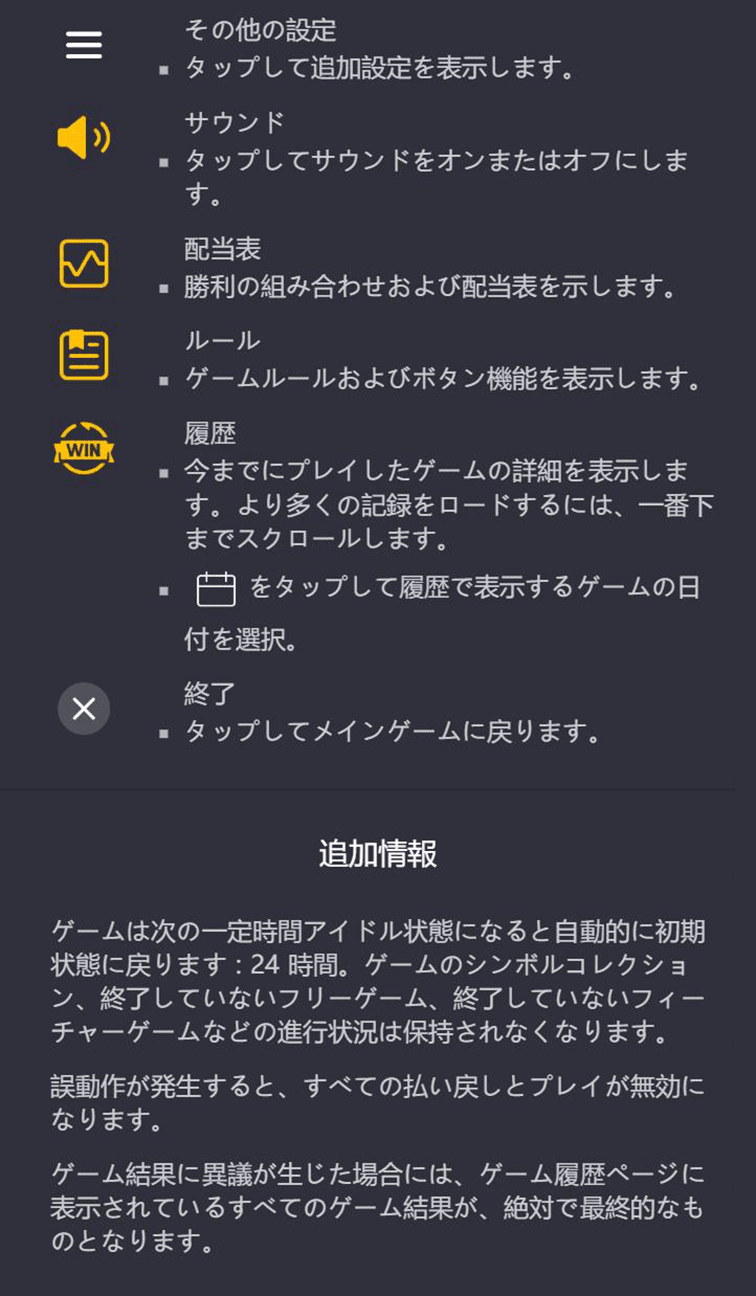 その他の設定
▪ タップして追加設定を表示します。
サウンド
▪ タップしてサウンドをオンまたはオフにしま
す。
配当表
▪ 勝利の組み合わせおよび配当表を示します。
ルール
▪ ゲームルールおよびボタン機能を表示します。
WIN
履歴
▪ 今までにプレイしたゲームの詳細を表示しま
す。より多くの記録をロードするには、一番下
までスクロールします。
▪ をタップして履歴で表示するゲームの日
付を選択。
終了
▪ タップしてメインゲームに戻ります。
追加情報
ゲームは次の一定時間アイドル状態になると自動的に初期
状態に戻ります : 24 時間。ゲームのシンボルコレクショ
ン、終了していないフリーゲーム、終了していないフィー
チャーゲームなどの進行状況は保持されなくなります。
誤動作が発生すると、すべての払い戻しとプレイが無効に
なります。
ゲーム結果に異議が生じた場合には、ゲーム履歴ページに
表示されているすべてのゲーム結果が、絶対で最終的なも
のとなります。